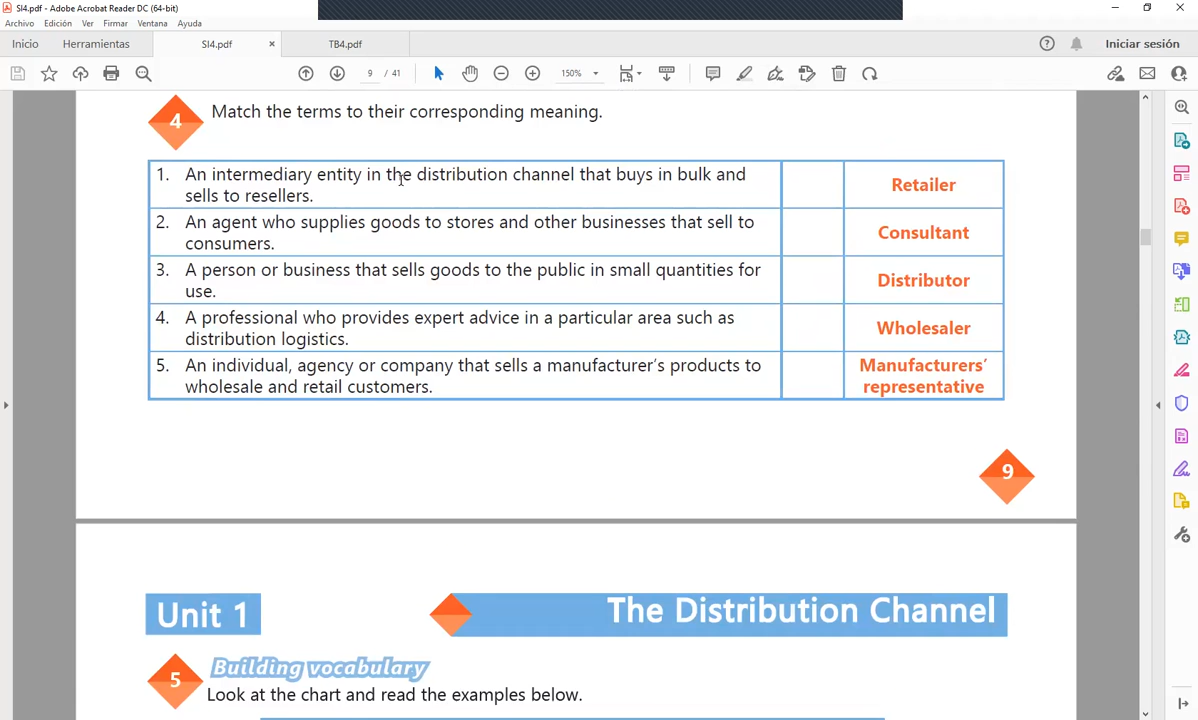 SI4.pdf - Adobe Acrobat Reader DC (64-bit)
Archivo Edición Ver Firmar Ventana Ayuda
Inicio Herramientas SI4.pdf × TB4.pdf Iniciar sesión
9 / 41 150%
4 Match the terms to their corresponding meaning.
1. An intermediary entity in the distribution channel that buys in bulk and
sells to resellers.
Retailer
2. An agent who supplies goods to stores and other businesses that sell to
consumers.
Consultant
3. A person or business that sells goods to the public in small quantities for
use.
Distributor
4. A professional who provides expert advice in a particular area such as
distribution logistics.
Wholesaler
5. An individual, agency or company that sells a manufacturer's products to
wholesale and retail customers.
Manufacturers'
representative
9
Unit 1 The Distribution Channel
5 Building vocabulary
Look at the chart and read the examples below.